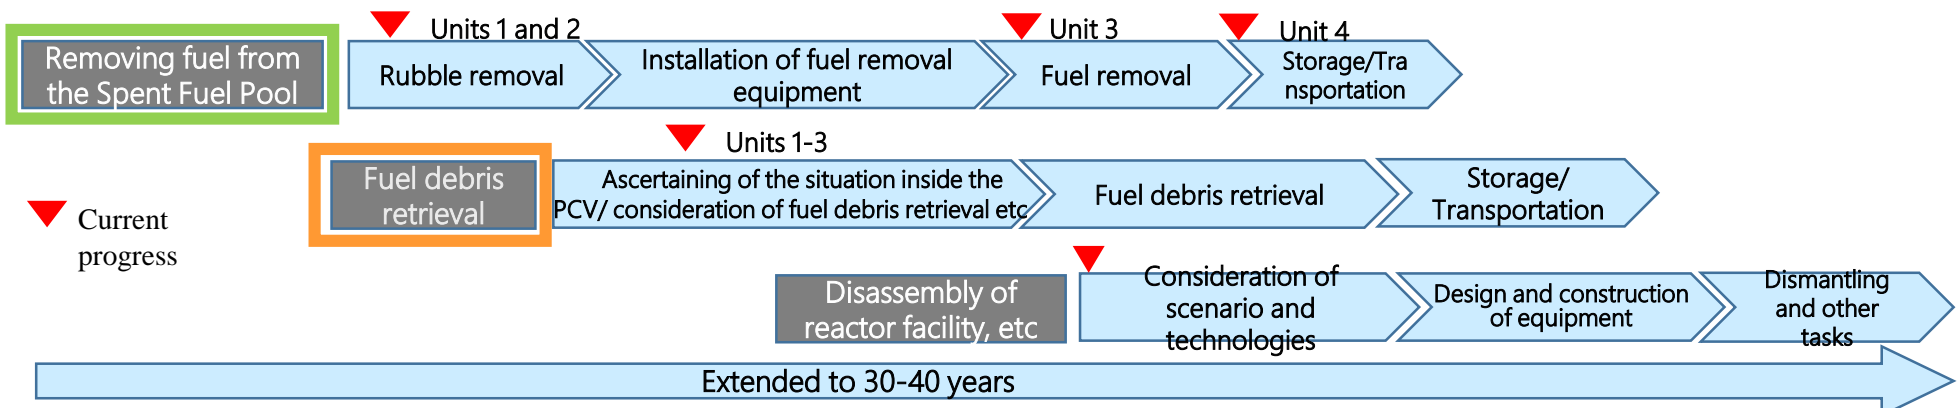 Units 1 and 2
Unit 3
Unit 4
Removing fuel from
the Spent Fuel Pool
Rubble removal
Installation of fuel removal
equipment
Fuel removal
Storage/Tra
nsportation
Units 1-3
Fuel debris
retrieval
Ascertaining of the situation inside the
PCV/ consideration of fuel debris retrieval etc
Fuel debris retrieval
Storage/
Transportation
Current
progress
Disassembly of
reactor facility, etc
Consideration of
scenario and
technologies
Design and construction
of equipment
Dismantling
and other
tasks
Extended to 30-40 years